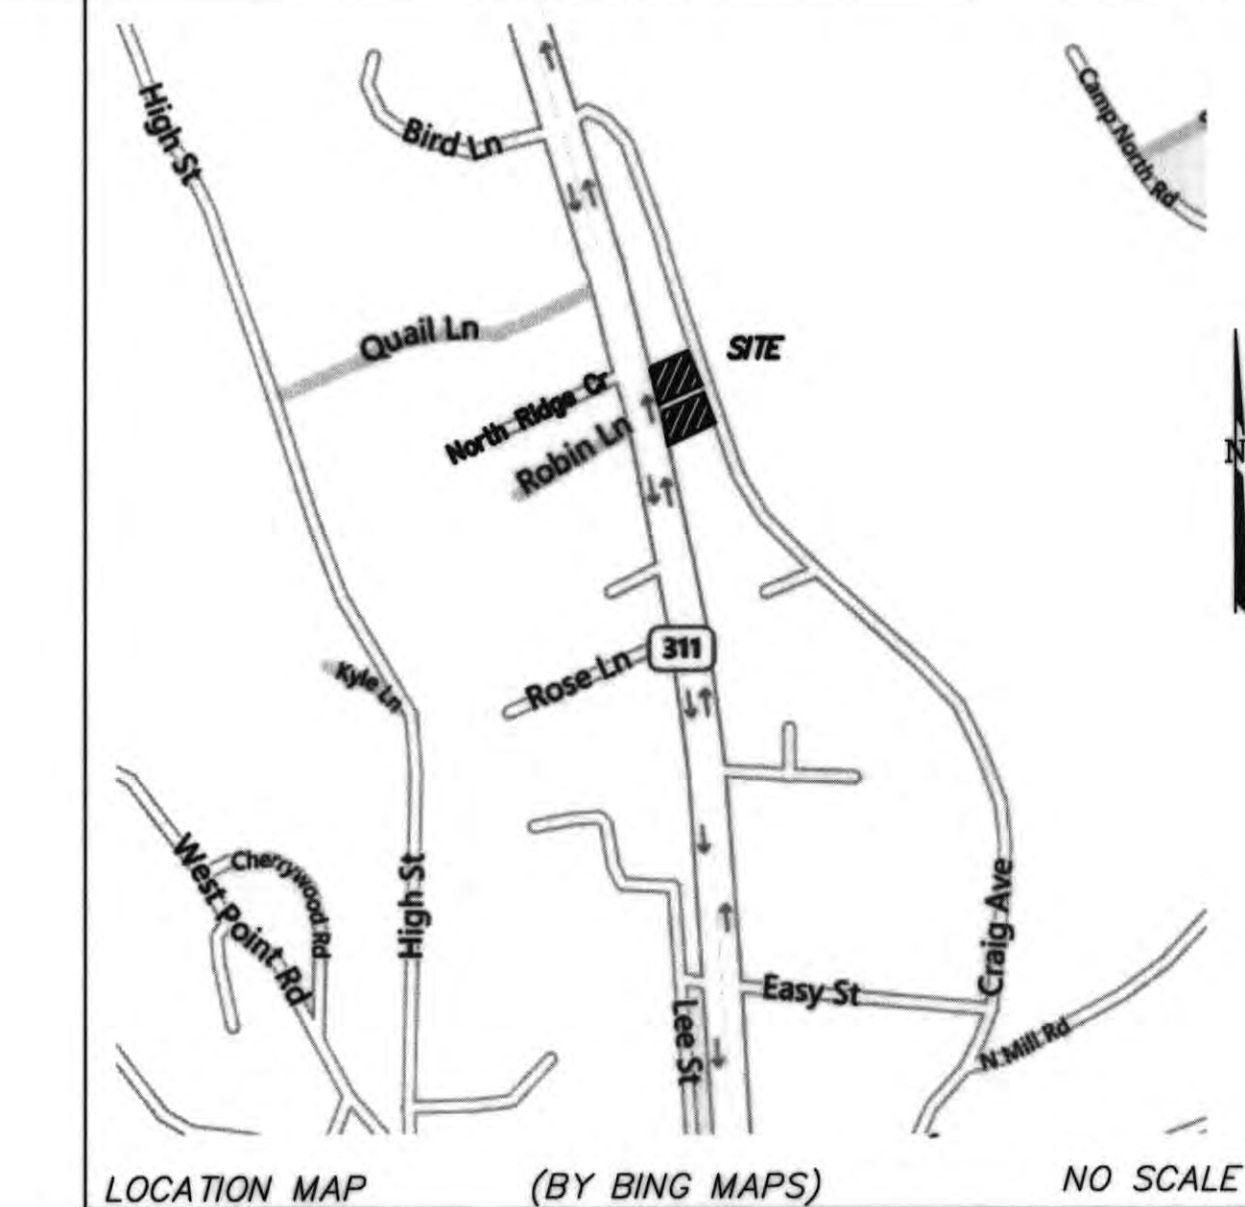 High St
Bird Ln
Camp North Rd
Quail Ln
SITE
North Ridge Cr
Robin Ln
N
311
Rose Ln
Kyle Ln
West Point Rd
Cherrywood Rd
High St
Craig Ave
Easy St
Lee St
N Mill Rd
LOCATION MAP (BY BING MAPS) NO SCALE